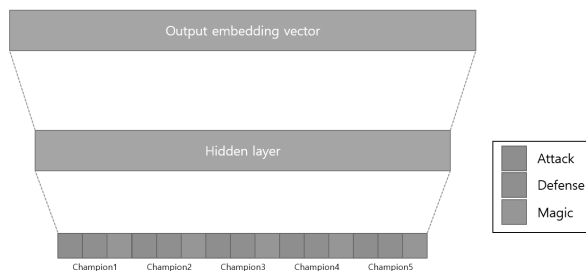 Output embedding vector
Hidden layer
Attack
Defense
Magic
Champion1 Champion2 Champion3 Champion4 Champion5